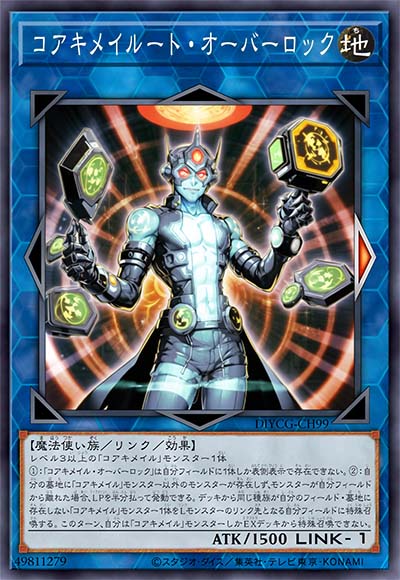 コアキメイルート・オーバーロック
地
DIYCG-CH99
【魔法使い族／リンク／効果】
レベル3以上の「コアキメイル」モンスター1体
①：「コアキメイル・オーバーロック」は自分フィールドに1体しか表側表示で存在できない。②：自
分の墓地に「コアキメイル」モンスター以外のモンスターが存在せず、モンスターが自分フィールド
から離れた場合、LPを半分払って発動できる。デッキから同じ種族が自分のフィールド・墓地に
存在しない「コアキメイル」モンスター1体をEモンスターのリンク先となる自分フィールドに特殊召
喚する。このターン、自分は「コアキメイル」モンスターしかEXデッキから特殊召喚できない。
ATK/1500 LINK-1
49811279
©スタジオ・ダイス／集英社・テレビ東京・KONAMI